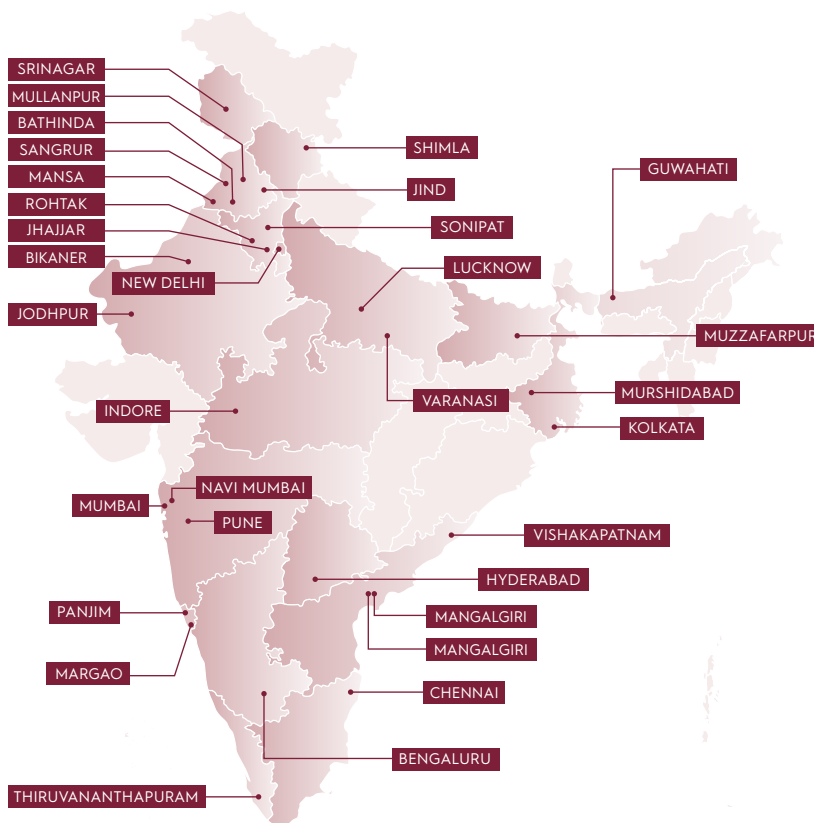 SRINAGAR
MULLANPUR
BATHINDA
SANGRUR
MANSA
ROHTAK
JHAJJAR
BIKANER
NEW DELHI
JODHPUR
SHIMLA
JIND
SONIPAT
LUCKNOW
GUWAHATI
MUZZAFARPUR
VARANASI
MURSHIDABAD
KOLKATA
INDORE
NAVI MUMBAI
MUMBAI
PUNE
VISHAKAPATNAM
HYDERABAD
PANJIM
MANGALGIRI
MANGALGIRI
MARGAO
CHENNAI
BENGALURU
THIRUVANANTHAPURAM